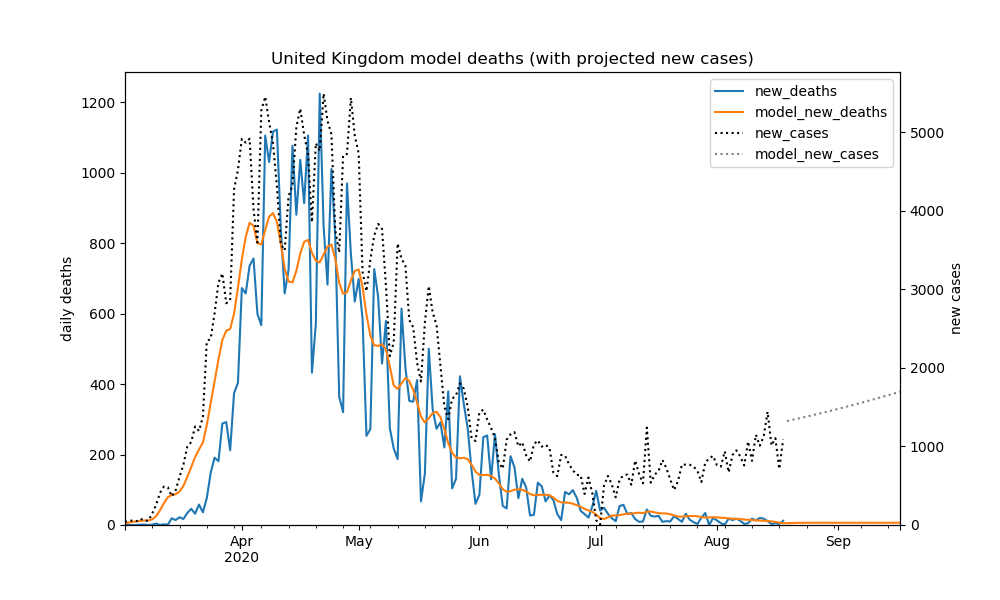 United Kingdom model deaths (with projected new cases)
new_deaths
model_new_deaths
new_cases
model_new_cases
daily deaths
1200
1000
800
600
400
200
0
new cases
5000
4000
3000
2000
1000
0
Apr
2020
May
Jun
Jul
Aug
Sep